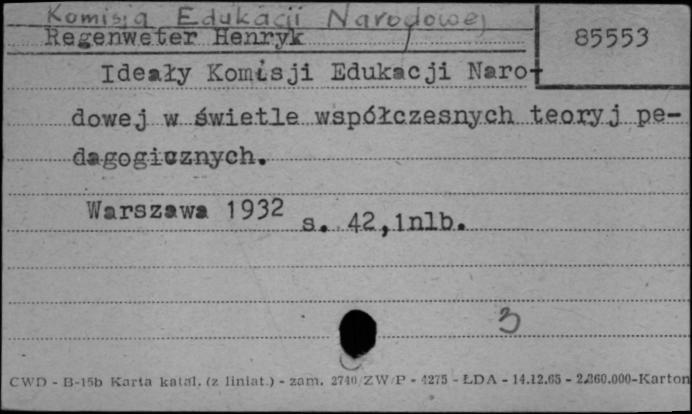 Komisja Edukacji Narodowej
Regenweter Henryk
85553
Ideały Komisji Edukacji Naro-
dowej w świetle współczesnych teoryj pe-
dagogicznych.
Warszawa 1932 s. 42,1nlb.
3
CWD - B-15b Karta katal. (z liniat.) - zam. 2740/ZW/P - 4275 - ŁDA - 14.12.65 - 2.860.000-Karton